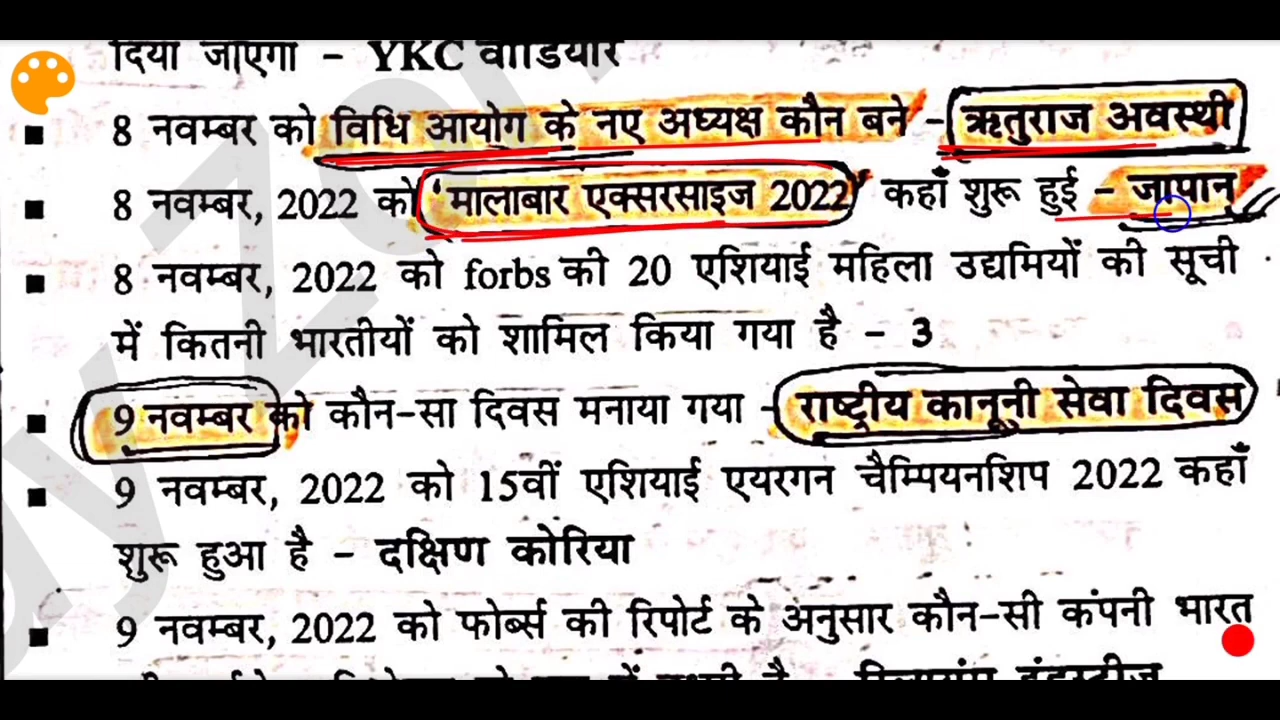 दिया जाएगा – YKC वाडियार
▪ 8 नवम्बर को विधि आयोग के नए अध्यक्ष कौन बने – ऋतुराज अवस्थी
▪ 8 नवम्बर, 2022 को 'मालाबार एक्सरसाइज 2022' कहाँ शुरू हुई – जापान
▪ 8 नवम्बर, 2022 को forbs की 20 एशियाई महिला उद्यमियों की सूची
में कितनी भारतीयों को शामिल किया गया है – 3
▪ 9 नवम्बर को कौन-सा दिवस मनाया गया – राष्ट्रीय कानूनी सेवा दिवस
▪ 9 नवम्बर, 2022 को 15वीं एशियाई एयरगन चैम्पियनशिप 2022 कहाँ
शुरू हुआ है – दक्षिण कोरिया
▪ 9 नवम्बर, 2022 को फोर्ब्स की रिपोर्ट के अनुसार कौन-सी कंपनी भारत